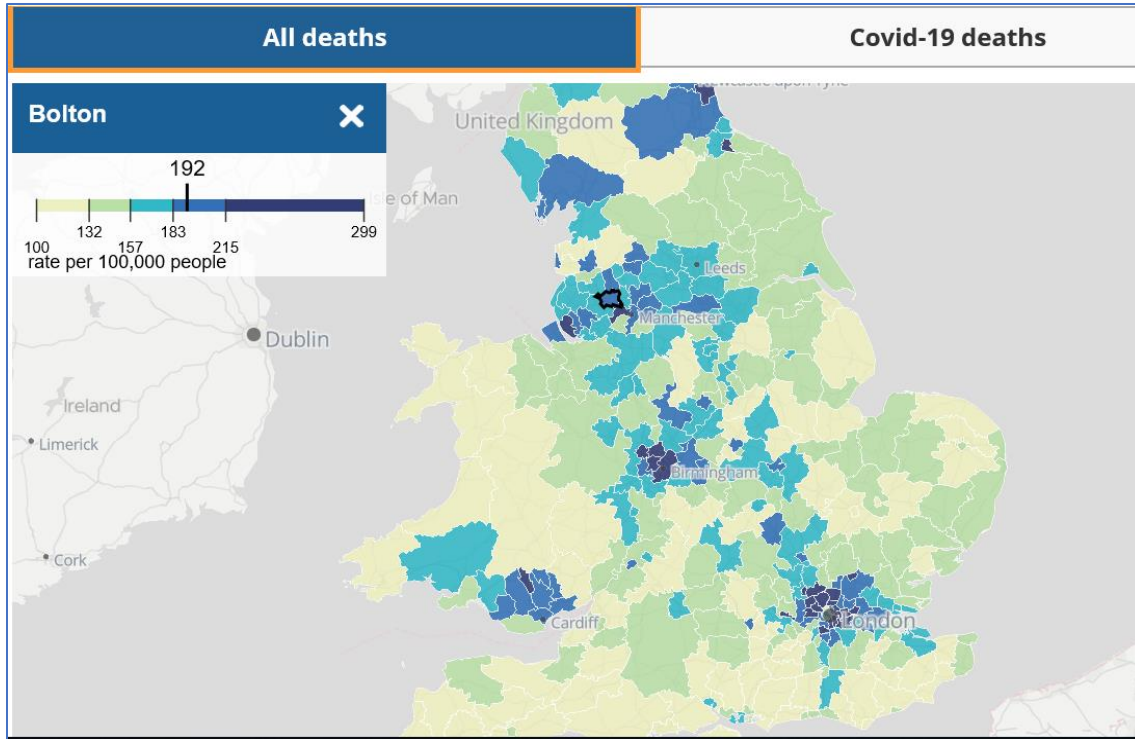 All deaths
Covid-19 deaths
Bolton
192
100 132 157 183 215 299
rate per 100,000 people
United Kingdom
Isle of Man
Leeds
Manchester
Dublin
Ireland
Limerick
Birmingham
Cork
Cardiff
London